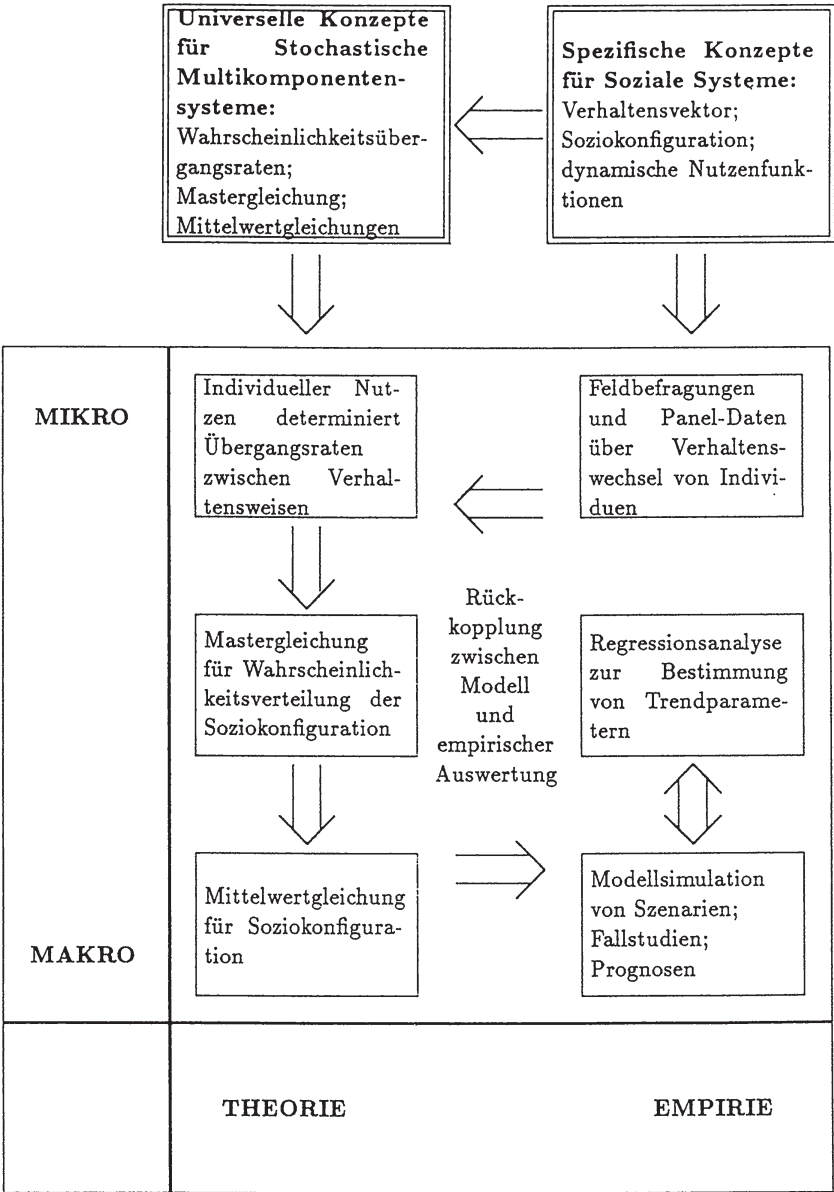 Universelle Konzepte
für Stochastische
Multikomponenten-
systeme:
Wahrscheinlichkeitsüber-
gangsraten;
Mastergleichung;
Mittelwertgleichungen
Spezifische Konzepte
für Soziale Systeme:
Verhaltensvektor;
Soziokonfiguration;
dynamische Nutzenfunk-
tionen
MIKRO
Individueller Nut-
zen determiniert
Übergangsraten
zwischen Verhal-
tensweisen
Feldbefragungen
und Panel-Daten
über Verhaltens-
wechsel von Indivi-
duen
Mastergleichung
für Wahrscheinlich-
keitsverteilung der
Soziokonfiguration
Rück-
kopplung
zwischen
Modell
und
empirischer
Auswertung
Regressionsanalyse
zur Bestimmung
von Trendparame-
tern
MAKRO
Mittelwertgleichung
für Soziokonfigura-
tion
Modellsimulation
von Szenarien;
Fallstudien;
Prognosen
THEORIE
EMPIRIE